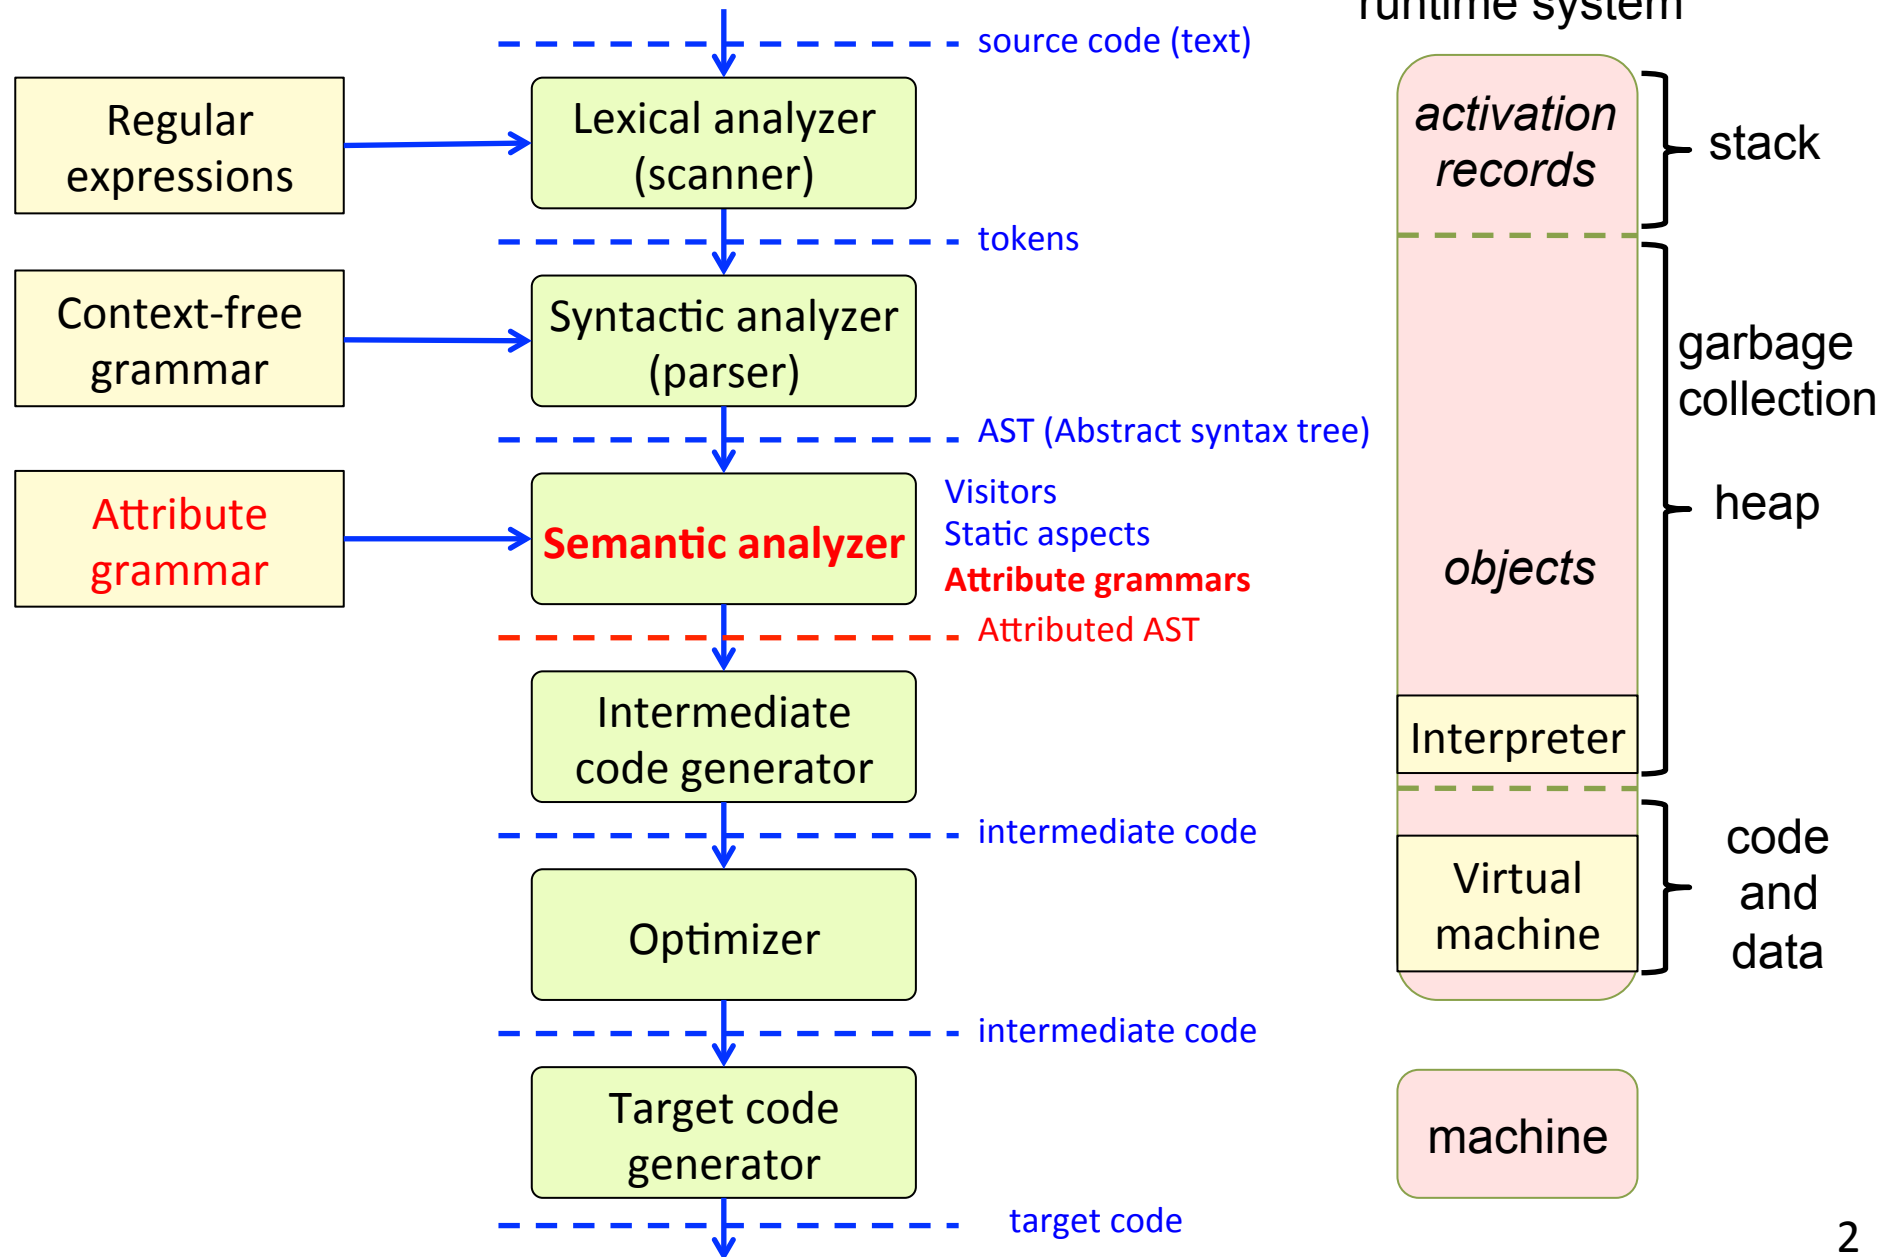 runtime system
source code (text)
Regular
expressions
Lexical analyzer
(scanner)
tokens
Context-free
grammar
Syntactic analyzer
(parser)
AST (Abstract syntax tree)
Attribute
grammar
Semantic analyzer
Visitors
Static aspects
Attribute grammars
Attributed AST
Intermediate
code generator
intermediate code
Optimizer
intermediate code
Target code
generator
target code
activation
records
stack
garbage
collection
heap
objects
Interpreter
Virtual
machine
code
and
data
machine
2